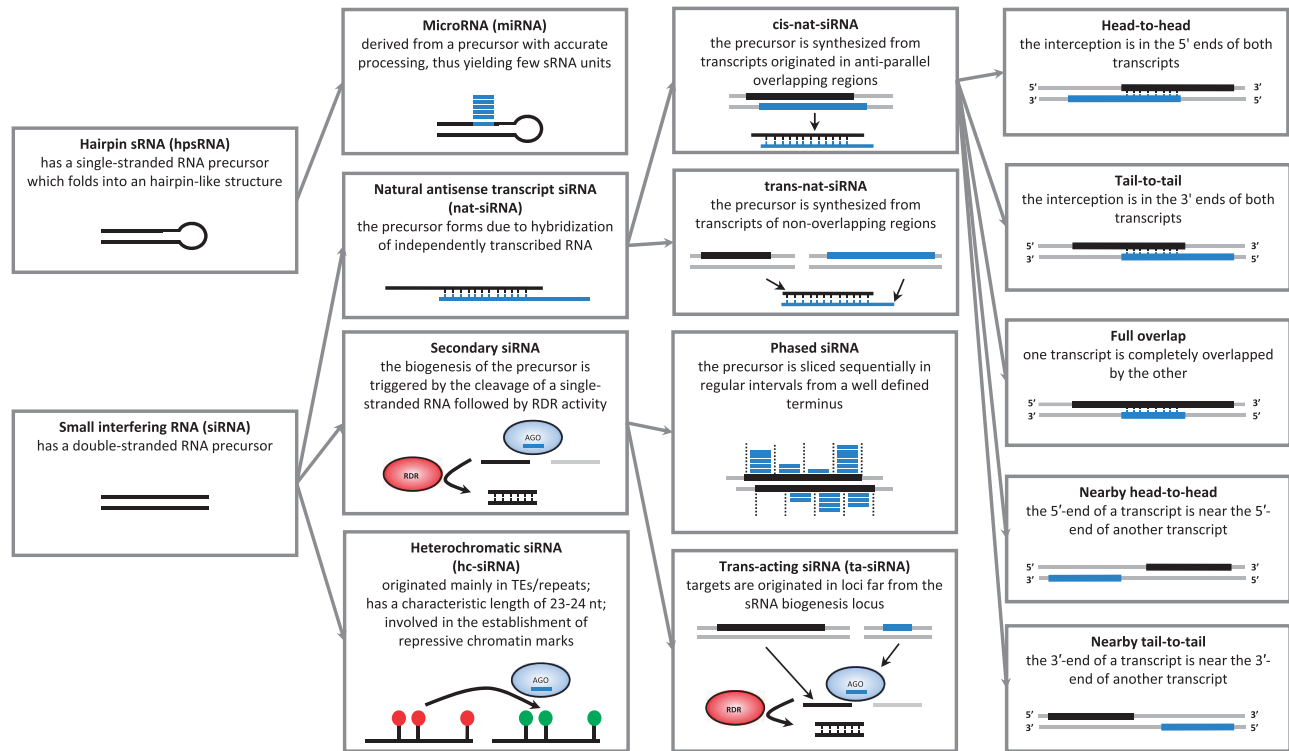 Hairpin sRNA (hpsRNA)
has a single-stranded RNA precursor
which folds into an hairpin-like structure
Small interfering RNA (siRNA)
has a double-stranded RNA precursor
MicroRNA (miRNA)
derived from a precursor with accurate
processing, thus yielding few sRNA units
Natural antisense transcript siRNA
(nat-siRNA)
the precursor forms due to hybridization
of independently transcribed RNA
Secondary siRNA
the biogenesis of the precursor is
triggered by the cleavage of a single-
stranded RNA followed by RDR activity
AGO
RDR
Heterochromatic siRNA
(hc-siRNA)
originated mainly in TEs/repeats;
has a characteristic length of 23-24 nt;
involved in the establishment of
repressive chromatin marks
AGO
cis-nat-siRNA
the precursor is synthesized from
transcripts originated in anti-parallel
overlapping regions
trans-nat-siRNA
the precursor is synthesized from
transcripts of non-overlapping regions
Phased siRNA
the precursor is sliced sequentially in
regular intervals from a well defined
terminus
Trans-acting siRNA (ta-siRNA)
targets are originated in loci far from the
sRNA biogenesis locus
AGO
RDR
Head-to-head
the interception is in the 5' ends of both
transcripts
5′ 3′
3′ 5′
Tail-to-tail
the interception is in the 3' ends of both
transcripts
5′ 3′
3′ 5′
Full overlap
one transcript is completely overlapped
by the other
5′ 3′
3′ 5′
Nearby head-to-head
the 5′-end of a transcript is near the 5′-
end of another transcript
5′ 3′
3′ 5′
Nearby tail-to-tail
the 3′-end of a transcript is near the 3′-
end of another transcript
5′ 3′
3′ 5′